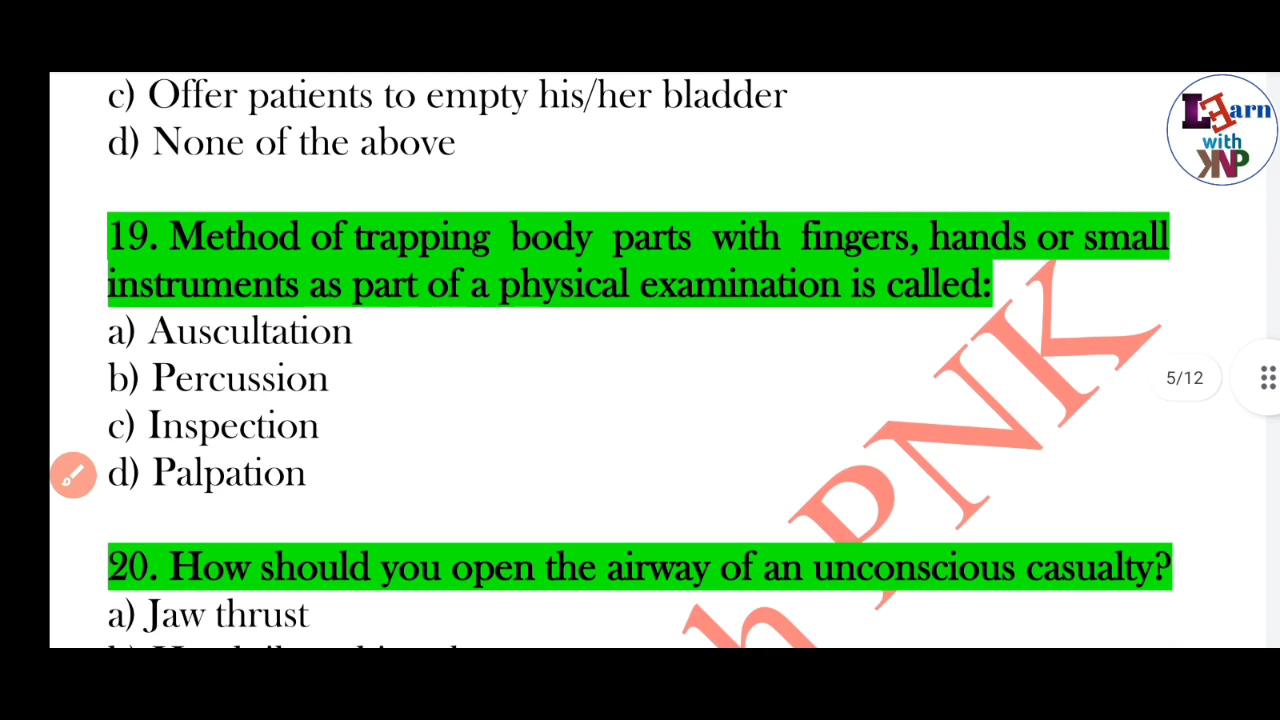 c) Offer patients to empty his/her bladder
d) None of the above
LEarn
with
KNP
19. Method of trapping body parts with fingers, hands or small
instruments as part of a physical examination is called:
a) Auscultation
b) Percussion
5/12
c) Inspection
d) Palpation
20. How should you open the airway of an unconscious casualty?
a) Jaw thrust
h PNK